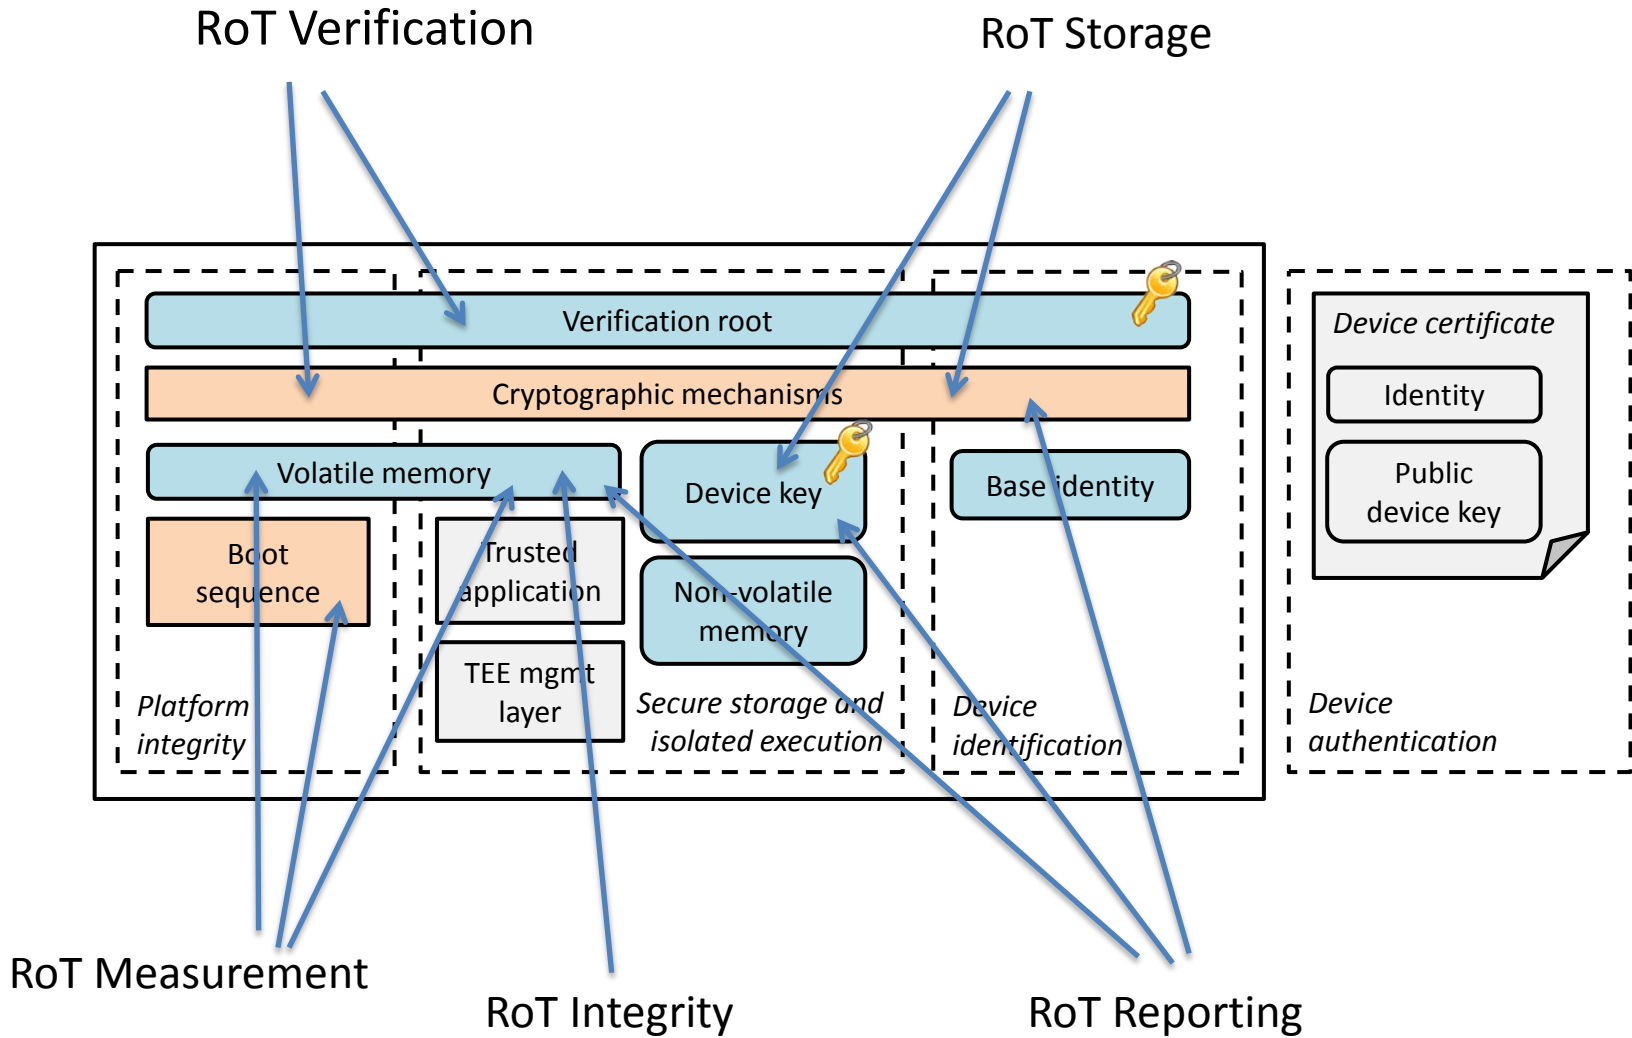 RoT Verification
RoT Storage
Verification root
Cryptographic mechanisms
Volatile memory
Device key
Base identity
Boot
sequence
Trusted
application
Non-volatile
memory
TEE mgmt
layer
Platform
integrity
Secure storage and
isolated execution
Device
identification
Device certificate
Identity
Public
device key
Device
authentication
RoT Measurement
RoT Integrity
RoT Reporting